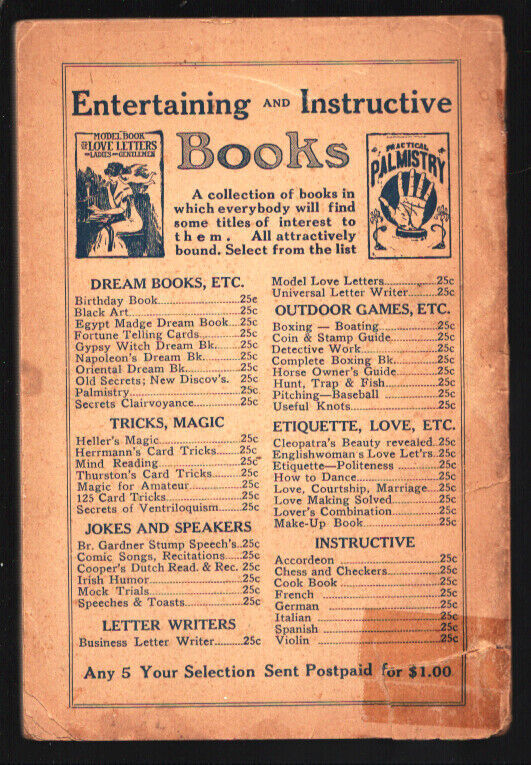 Entertaining AND Instructive
MODEL BOOK
OF LOVE LETTERS
FOR LADIES AND GENTLEMEN
Books
PRACTICAL
PALMISTRY
A collection of books in
which everybody will find
some titles of interest to
them. All attractively
bound. Select from the list
DREAM BOOKS, ETC.
Birthday Book..........25c
Black Art..........25c
Egypt Madge Dream Book...25c
Fortune Telling Cards..........25c
Gypsy Witch Dream Bk.....25c
Napoleon's Dream Bk..........25c
Oriental Dream Bk..........25c
Old Secrets; New Discov's. 25c
Palmistry..........25c
Secrets Clairvoyance..........25c
TRICKS, MAGIC
Heller's Magic..........25c
Herrmann's Card Tricks.....25c
Mind Reading..........25c
Thurston's Card Tricks.....25c
Magic for Amateur..........25c
125 Card Tricks..........25c
Secrets of Ventriloquism.....25c
JOKES AND SPEAKERS
Br. Gardner Stump Speech's..25c
Comic Songs, Recitations.....25c
Cooper's Dutch Read. & Rec. 25c
Irish Humor..........25c
Mock Trials..........25c
Speeches & Toasts..........25c
LETTER WRITERS
Business Letter Writer.....25c
Model Love Letters..........25c
Universal Letter Writer.....25c
OUTDOOR GAMES, ETC.
Boxing — Boating..........25c
Coin & Stamp Guide..........25c
Detective Work..........25c
Complete Boxing Bk..........25c
Horse Owner's Guide..........25c
Hunt, Trap & Fish..........25c
Pitching—Baseball..........25c
Useful Knots..........25c
ETIQUETTE, LOVE, ETC.
Cleopatra's Beauty revealed..25c
Englishwoman's Love Let'rs..25c
Etiquette—Politeness..........25c
How to Dance..........25c
Love, Courtship, Marriage...25c
Love Making Solved..........25c
Lover's Combination..........25c
Make-Up Book..........25c
INSTRUCTIVE
Accordeon..........25c
Chess and Checkers..........25c
Cook Book..........25c
French..........25c
German..........25c
Italian..........25c
Spanish..........25c
Violin..........25c
Any 5 Your Selection Sent Postpaid for $1.00